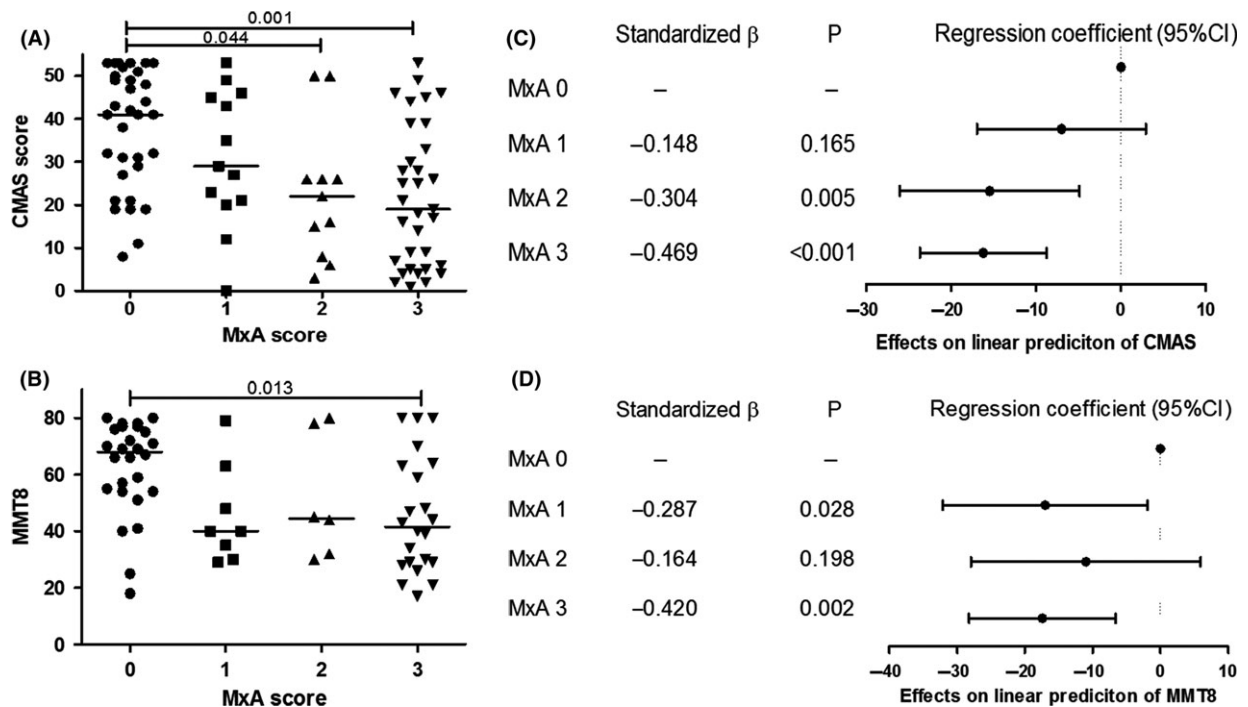 (A)
0.001
0.044
CMAS score
50
40
30
20
10
0
0 1 2 3
MxA score
(C)
Standardized β P Regression coefficient (95%CI)
MxA 0 – –
MxA 1 –0.148 0.165
MxA 2 –0.304 0.005
MxA 3 –0.469 <0.001
–30 –20 –10 0 10
Effects on linear prediciton of CMAS
(B)
0.013
MMT8
80
60
40
20
0
0 1 2 3
MxA score
(D)
Standardized β P Regression coefficient (95%CI)
MxA 0 – –
MxA 1 –0.287 0.028
MxA 2 –0.164 0.198
MxA 3 –0.420 0.002
–40 –30 –20 –10 0 10
Effects on linear prediciton of MMT8